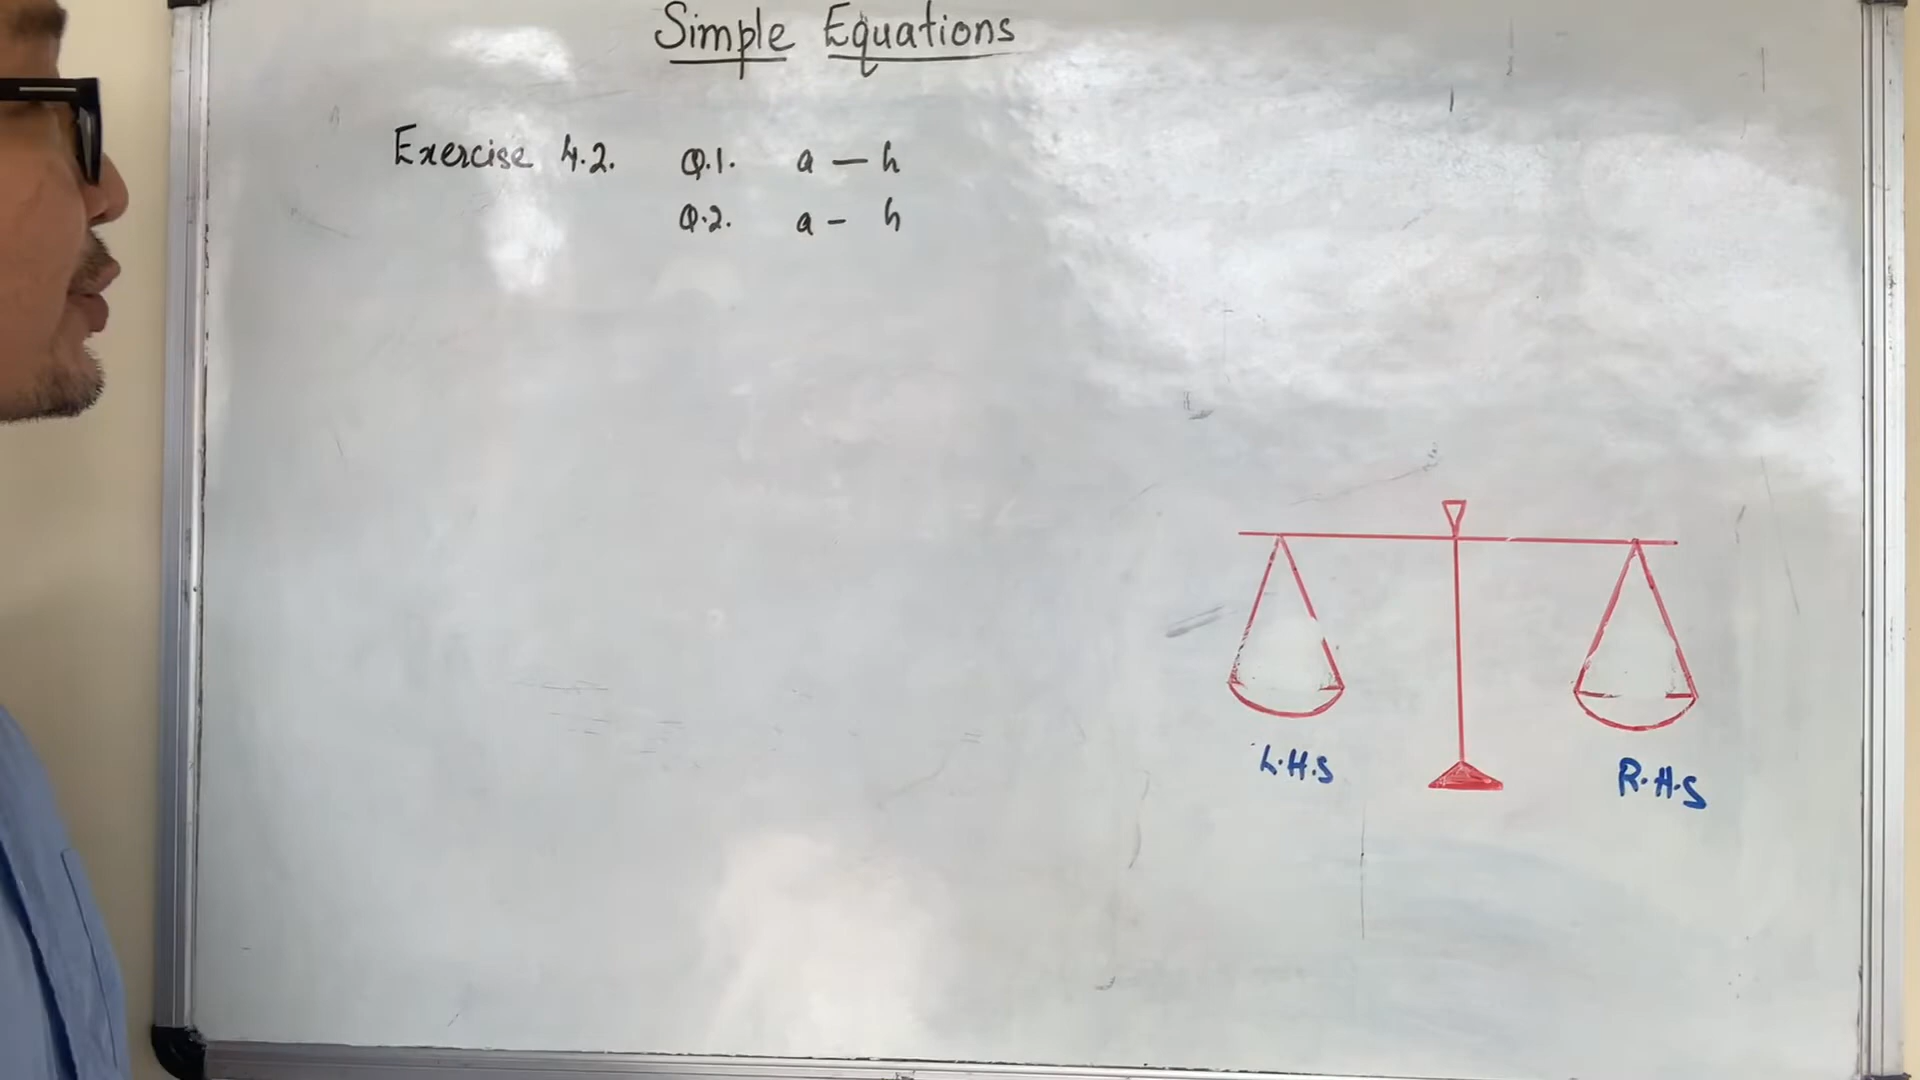 Simple Equations
Exercise 4.2. Q.1. a — h
Q.2. a - h
L.H.S
R.H.S